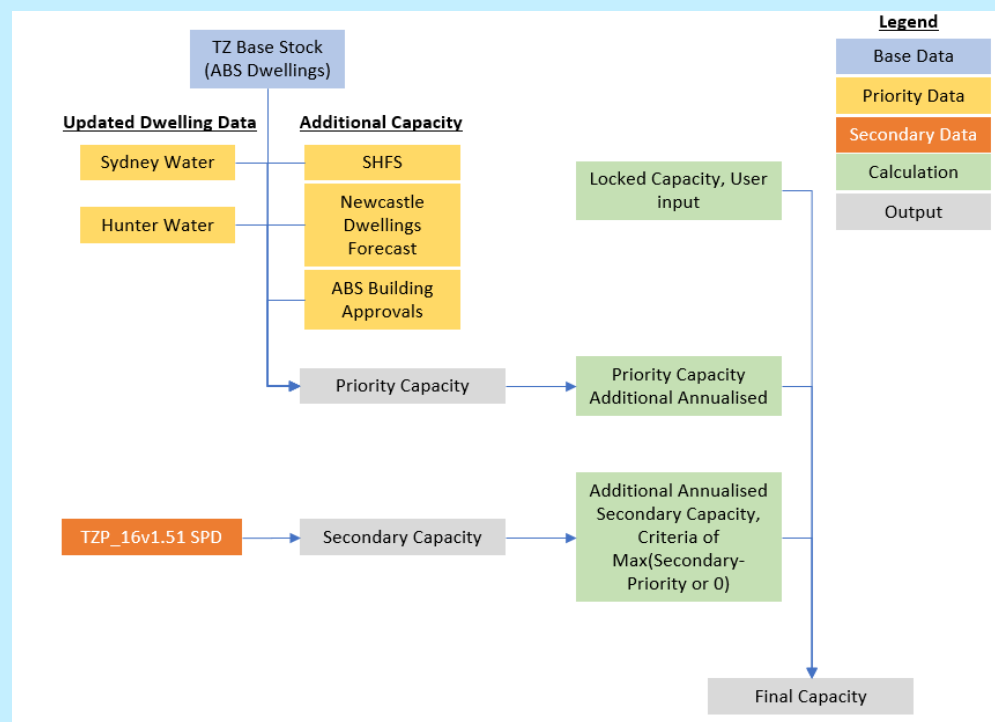 TZ Base Stock
(ABS Dwellings)
Updated Dwelling Data
Additional Capacity
Sydney Water
SHFS
Hunter Water
Newcastle
Dwellings
Forecast
ABS Building
Approvals
Priority Capacity
TZP_16v1.51 SPD
Secondary Capacity
Locked Capacity, User
input
Priority Capacity
Additional Annualised
Additional Annualised
Secondary Capacity,
Criteria of
Max(Secondary-
Priority or 0)
Final Capacity
Legend
Base Data
Priority Data
Secondary Data
Calculation
Output